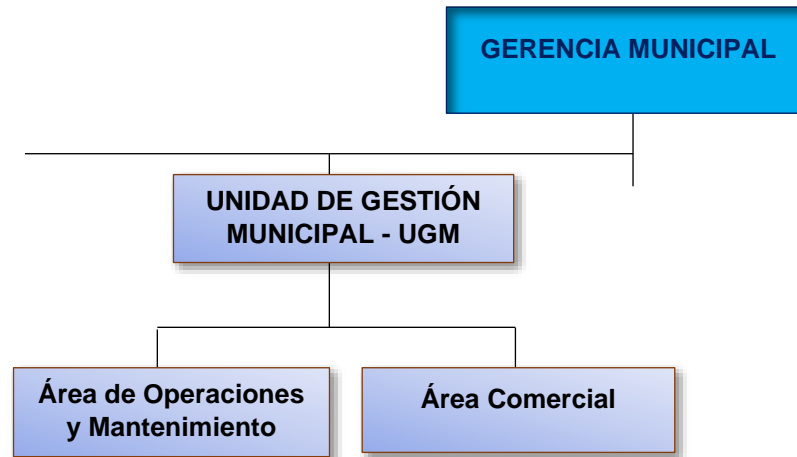 GERENCIA MUNICIPAL
UNIDAD DE GESTIÓN
MUNICIPAL - UGM
Área de Operaciones
y Mantenimiento
Área Comercial